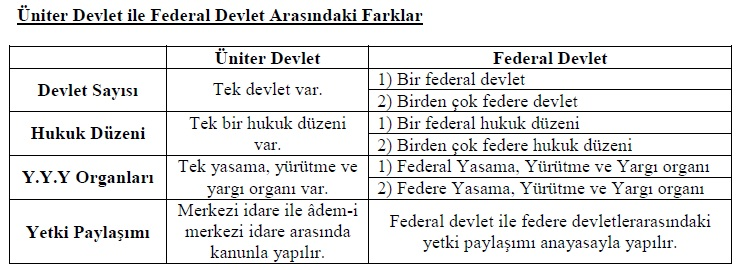 Üniter Devlet ile Federal Devlet Arasındaki Farklar
Üniter Devlet
Federal Devlet
Devlet Sayısı
Tek devlet var.
1) Bir federal devlet
2) Birden çok federe devlet
Hukuk Düzeni
Tek bir hukuk düzeni
var.
1) Bir federal hukuk düzeni
2) Birden çok federe hukuk düzeni
Y.Y.Y Organları
Tek yasama, yürütme ve
yargı organı var.
1) Federal Yasama, Yürütme ve Yargı organı
2) Federe Yasama, Yürütme ve Yargı organı
Yetki Paylaşımı
Merkezi idare ile âdem-i
merkezi idare arasında
kanunla yapılır.
Federal devlet ile federe devletlerarasındaki
yetki paylaşımı anayasayla yapılır.